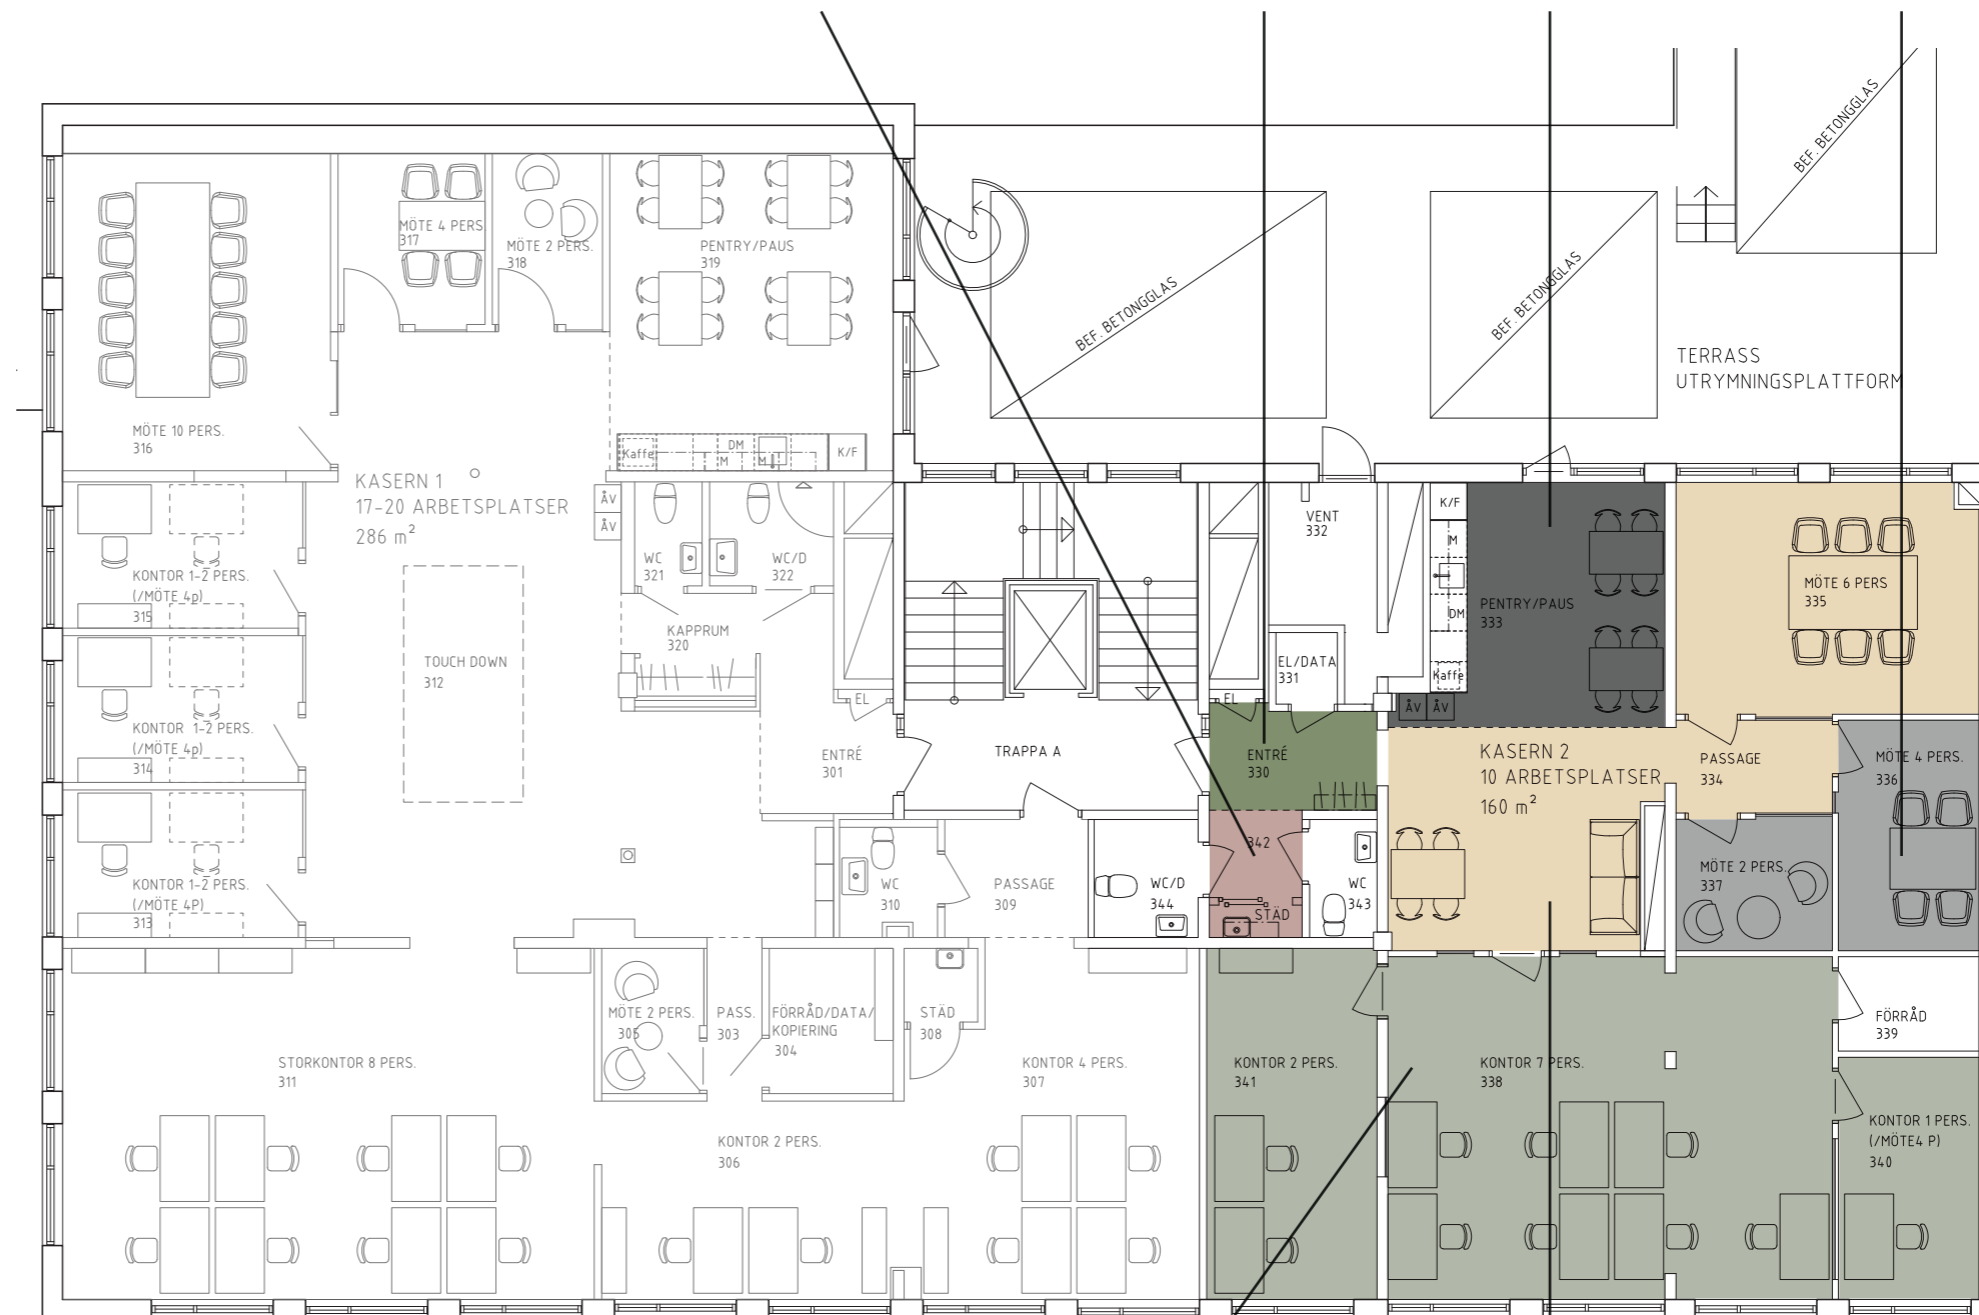 BEF. BETONGGLAS
BEF. BETONGGLAS
BEF. BETONGGLAS
TERRASS
UTRYMNINGSPLATTFORM
MÖTE 4 PERS
317
MÖTE 2 PERS.
318
PENTRY/PAUS
319
MÖTE 10 PERS.
316
Kaffe
DM
M
M
K/F
KASERN 1
17-20 ARBETSPLATSER
286 m²
ÅV
ÅV
WC
321
WC/D
322
VENT
332
K/F
M
DM
Kaffe
ÅV
ÅV
PENTRY/PAUS
333
MÖTE 6 PERS
335
KONTOR 1-2 PERS.
(/MÖTE 4p)
315
KAPPRUM
320
TOUCH DOWN
312
EL/DATA
331
EL
EL
KONTOR 1-2 PERS.
(/MÖTE 4p)
314
ENTRÉ
301
TRAPPA A
ENTRÉ
330
KASERN 2
10 ARBETSPLATSER
160 m²
PASSAGE
334
MÖTE 4 PERS.
336
KONTOR 1-2 PERS.
(/MÖTE 4P)
313
WC
310
PASSAGE
309
WC/D
344
342
STÄD
WC
343
MÖTE 2 PERS.
337
MÖTE 2 PERS.
305
PASS.
303
FÖRRÅD/DATA/
KOPIERING
304
STÄD
308
FÖRRÅD
339
STORKONTOR 8 PERS.
311
KONTOR 4 PERS.
307
KONTOR 2 PERS.
341
KONTOR 7 PERS.
338
KONTOR 2 PERS.
306
KONTOR 1 PERS.
(/MÖTE4 P)
340